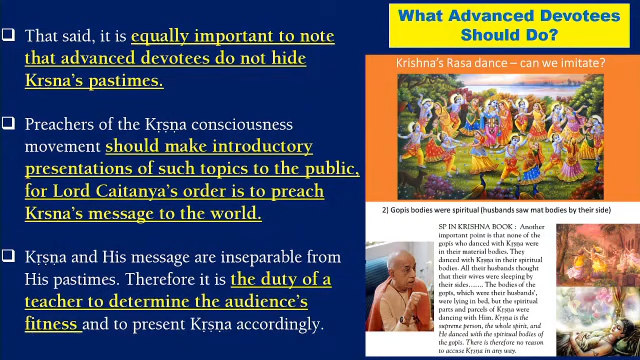 That said, it is equally important to note
that advanced devotees do not hide
Krsna's pastimes.
Preachers of the Kṛṣṇa consciousness
movement should make introductory
presentations of such topics to the public,
for Lord Caitanya's order is to preach
Krsna's message to the world.
Kṛṣṇa and His message are inseparable from
His pastimes. Therefore it is the duty of a
teacher to determine the audience's
fitness and to present Kṛṣṇa accordingly.
What Advanced Devotees
Should Do?
Krishna's Rasa dance – can we imitate?
2) Gopis bodies were spiritual (husbands saw mat bodies by their side)
SP IN KRISHNA BOOK : Another
important point is that none of the
gopis who danced with Kṛṣṇa were
in their material bodies. They
danced with Kṛṣṇa in their spiritual
bodies. All their husbands thought
that their wives were sleeping by
their sides....... The bodies of the
gopis, which were their husbands',
were lying in bed, but the spiritual
parts and parcels of Kṛṣṇa were
dancing with Him. Kṛṣṇa is the
supreme person, the whole spirit, and
He danced with the spiritual bodies of
the gopis. There is therefore no reason
to accuse Kṛṣṇa in any way.